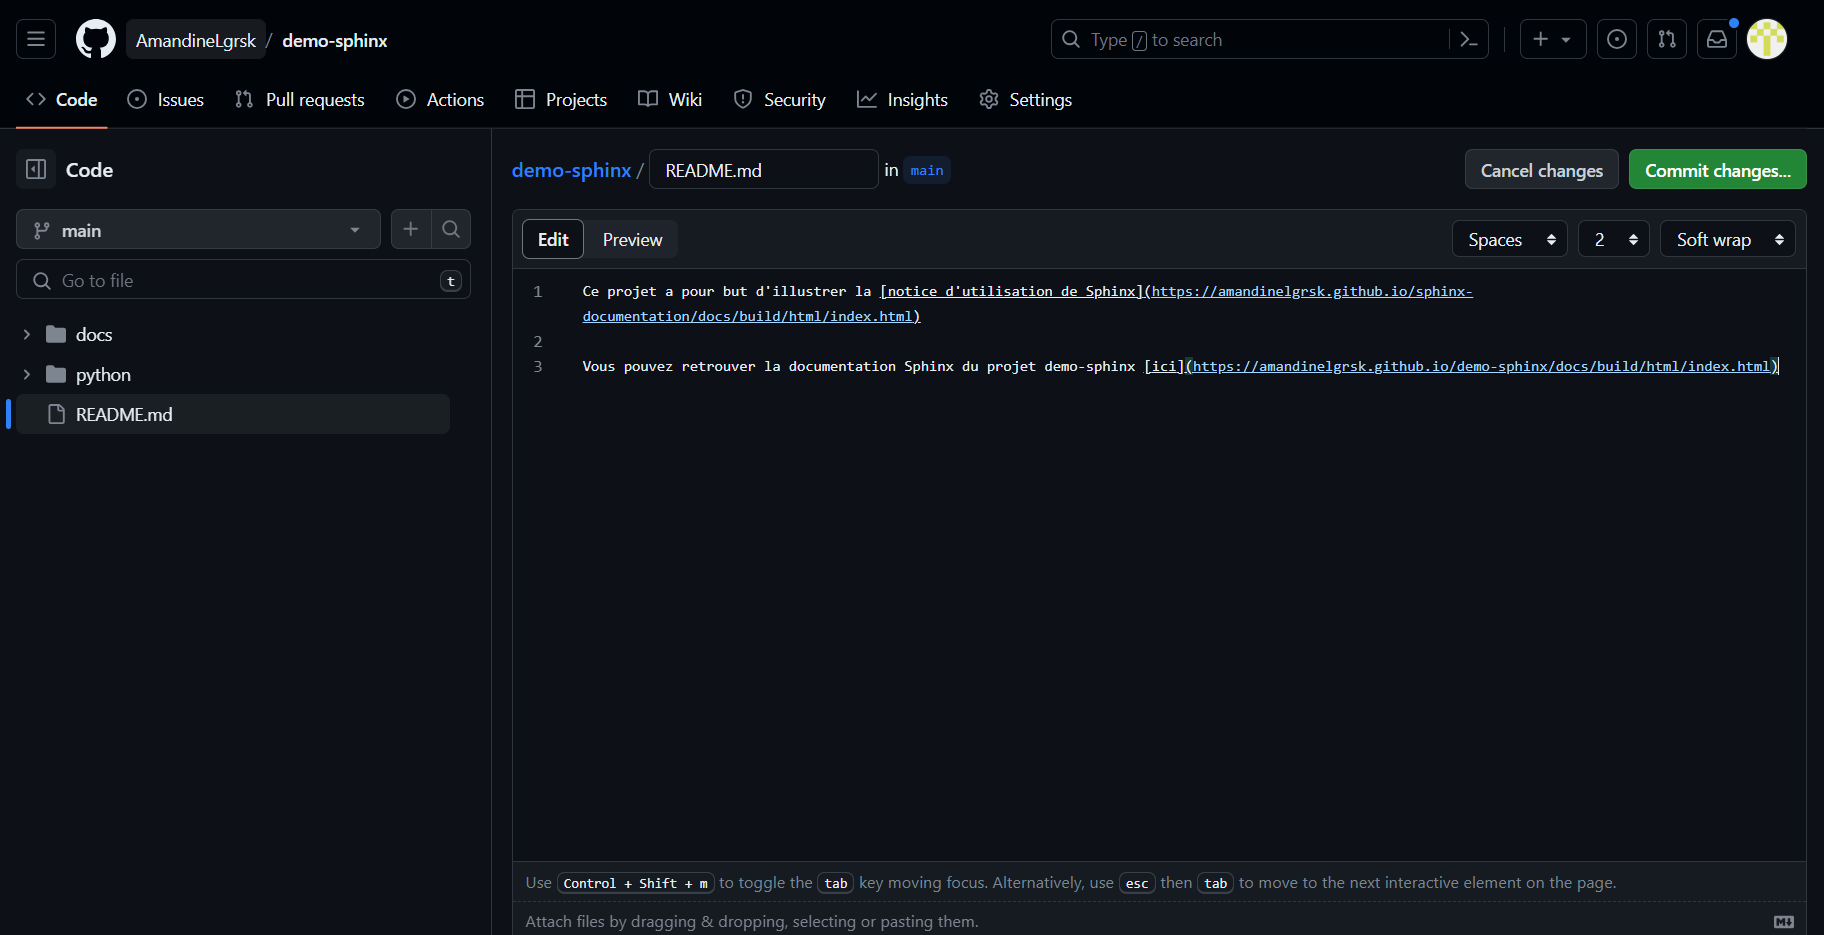 AmandineLgrsk / demo-sphinx
Type / to search
Code Issues Pull requests Actions Projects Wiki Security Insights Settings
Code
main
Go to file t
docs
python
README.md
demo-sphinx / README.md in main
Cancel changes Commit changes...
Edit Preview Spaces 2 Soft wrap
1 Ce projet a pour but d'illustrer la [notice d'utilisation de Sphinx](https://amandinelgrsk.github.io/sphinx-
documentation/docs/build/html/index.html)
2
3 Vous pouvez retrouver la documentation Sphinx du projet demo-sphinx [ici](https://amandinelgrsk.github.io/demo-sphinx/docs/build/html/index.html)
Use Control + Shift + m to toggle the tab key moving focus. Alternatively, use esc then tab to move to the next interactive element on the page.
Attach files by dragging & dropping, selecting or pasting them.